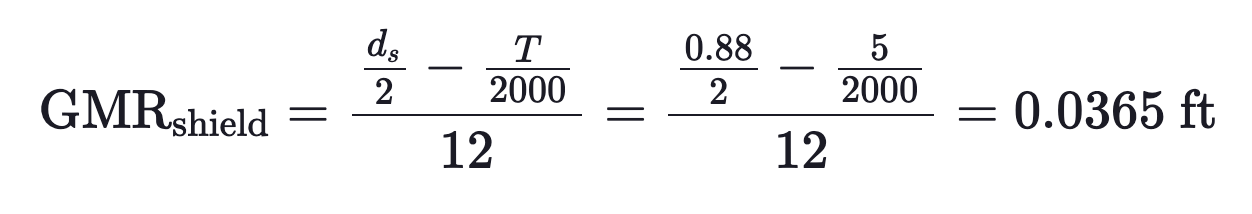 GMR_shield = (d_s/2 − T/2000)/12 = (0.88/2 − 5/2000)/12 = 0.0365 ft